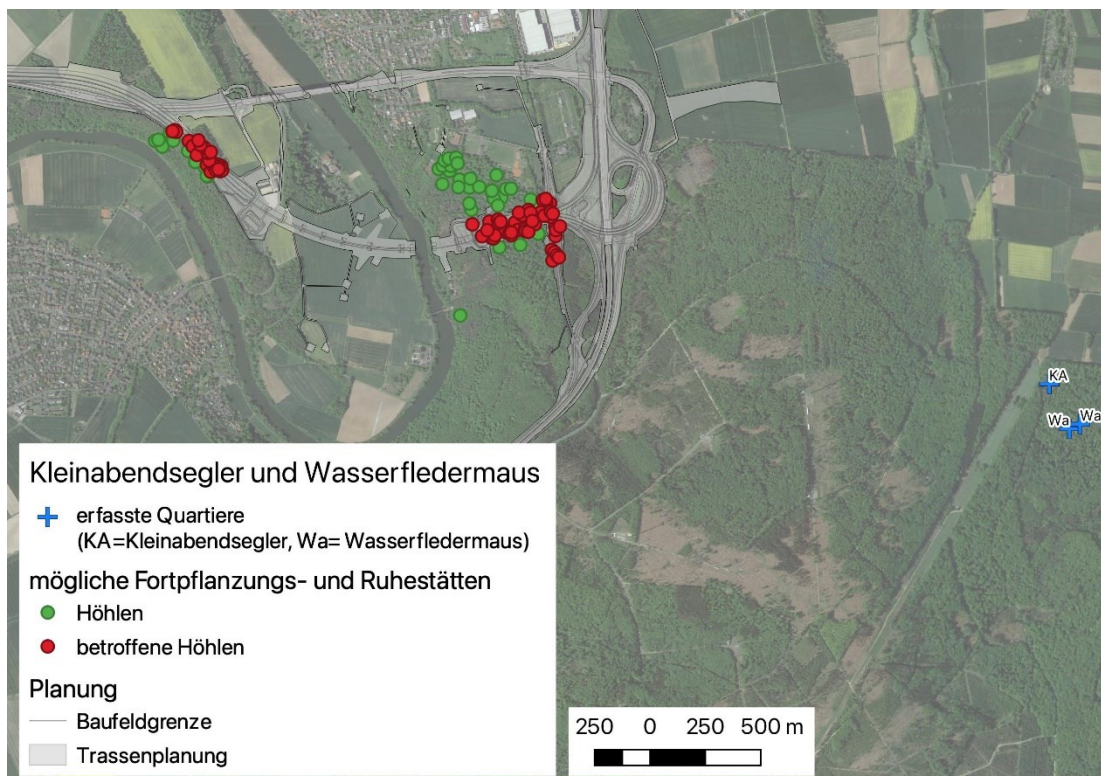 KA
Wa Wa
Kleinabendsegler und Wasserfledermaus
erfasste Quartiere
(KA=Kleinabendsegler, Wa= Wasserfledermaus)
mögliche Fortpflanzungs- und Ruhestätten
Höhlen
betroffene Höhlen
Planung
Baufeldgrenze
Trassenplanung
250 0 250 500 m